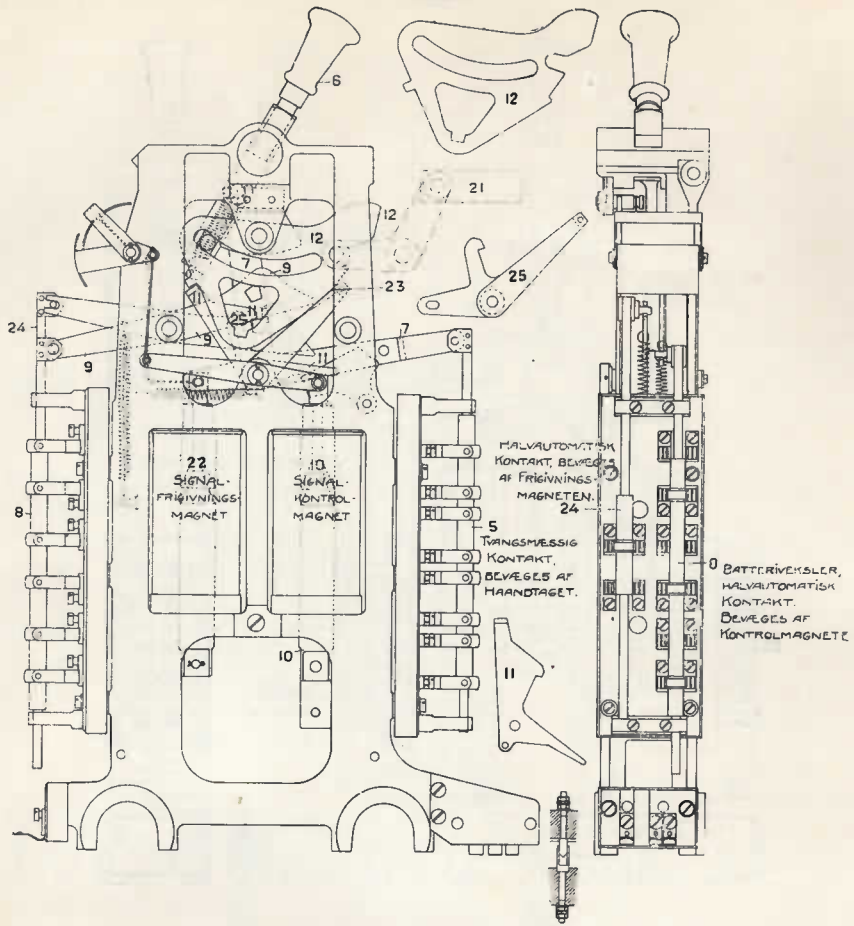 6
12
21
12
12
7
9
25
23
11
25
11
24
9
7
9
11
HALVAUTOMATISK
KONTAKT, BEVÆGES
AF FRIGIVNINGS-
MAGNETEN.
22
SIGNAL-
FRIGIVNINGS-
MAGNET
10
SIGNAL-
KONTROL-
MAGNET
24
8
5
TVANGSMÆSSIG
KONTAKT,
BEVÆGES AF
HAANDTAGET.
0
BATTERIVEKSLER,
HALVAUTOMATISK
KONTAKT.
BEVÆGES AF
KONTROLMAGNETE
10
11